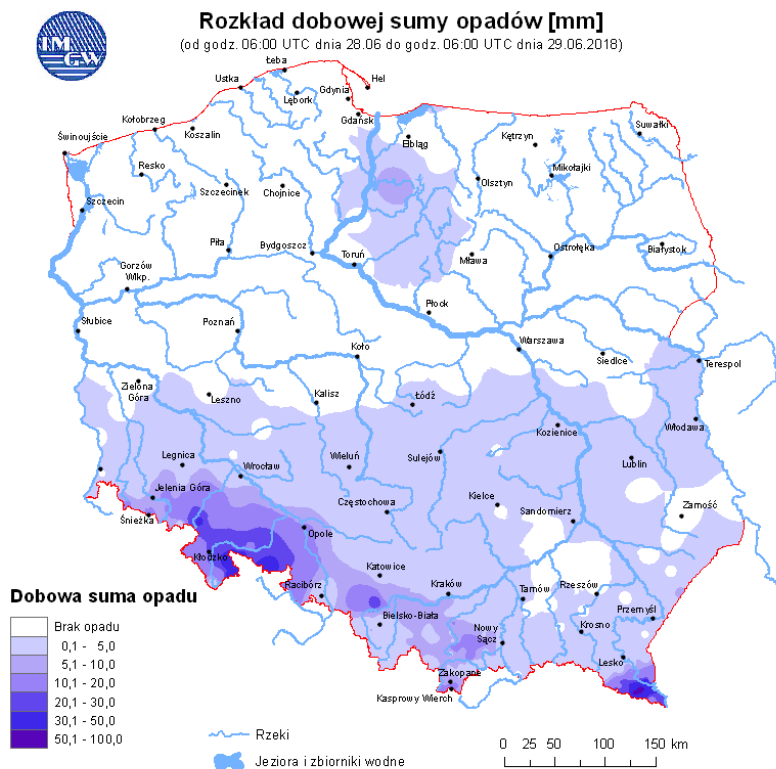 Rozkład dobowej sumy opadów [mm]
(od godz. 06:00 UTC dnia 28.06 do godz. 06:00 UTC dnia 29.06.2018)
IM
GW
Łeba
Ustka
Hel
Gdynia
Lębork
Gdańsk
Kołobrzeg
Koszalin
Suwałki
Świnoujście
Elbląg
Kętrzyn
Resko
Mikołajki
Szczecinek
Chojnice
Olsztyn
Szczecin
Piła
Bydgoszcz
Ostrołęka
Białystok
Toruń
Mława
Gorzów
Wlkp.
Płock
Słubice
Poznań
Koło
Warszawa
Siedlce
Terespol
Zielona
Góra
Leszno
Kalisz
Łódź
Kozienice
Włodawa
Legnica
Wrocław
Wieluń
Sulejów
Lublin
Jelenia Góra
Częstochowa
Kielce
Zamość
Śnieżka
Sandomierz
Opole
Kłodzko
Katowice
Racibórz
Kraków
Tarnów
Rzeszów
Przemyśl
Bielsko-Biała
Nowy
Sącz
Krosno
Lesko
Zakopane
Kasprowy Wierch
Dobowa suma opadu
Brak opadu
0,1 - 5,0
5,1 - 10,0
10,1 - 20,0
20,1 - 30,0
30,1 - 50,0
50,1 - 100,0
Rzeki
Jeziora i zbiorniki wodne
0 25 50 100 150 km